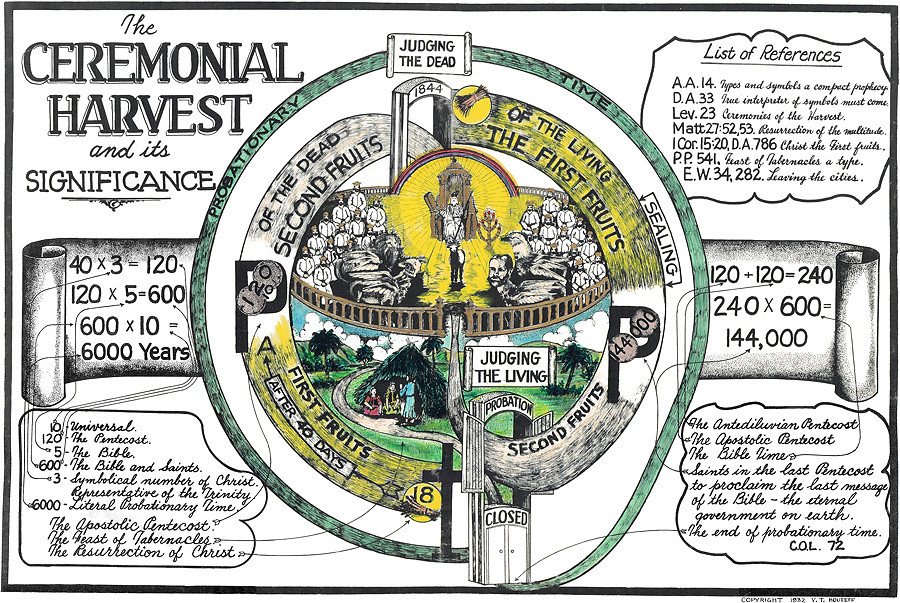 The
CEREMONIAL
HARVEST
and its
SIGNIFICANCE
JUDGING
THE DEAD
PROBATIONARY
TIME
1844
OF THE LIVING
THE FIRST FRUITS
OF THE DEAD
SECOND FRUITS
SEALING
List of References
A.A.14. Types and symbols a compact prophecy.
D.A.33 True interpreter of symbols must come.
Lev. 23 Ceremonies of the Harvest.
Matt.27:52,53. Resurrection of the multitude.
1 Cor. 15:20, D.A.786 Christ the First fruits.
P.P. 541, Feast of Tabernacles a type.
E.W. 34, 282. Leaving the cities.
40 x 3 = 120
120 x 5 = 600
600 x 10 =
6000 Years
120 + 120 = 240
240 x 600 =
144,000
P
120
P
144,000
A
FIRST FRUITS
AFTER 40 DAYS
18
JUDGING
THE LIVING
PROBATION
SECOND FRUITS
CLOSED
10 - Universal.
120 - The Pentecost.
5 - The Bible.
600 - The Bible and Saints.
3 - Symbolical number of Christ.
Representative of the Trinity
6000 - Literal Probationary Time.
The Apostolic Pentecost.
The Feast of Tabernacles
The Resurrection of Christ
The Antediluvian Pentecost
The Apostolic Pentecost
The Bible Time
Saints in the last Pentecost
to proclaim the last message
of the Bible - the eternal
government on earth.
The end of probationary time.
C.O.L. 72
COPYRIGHT 1932 V. T. HOUTEFF